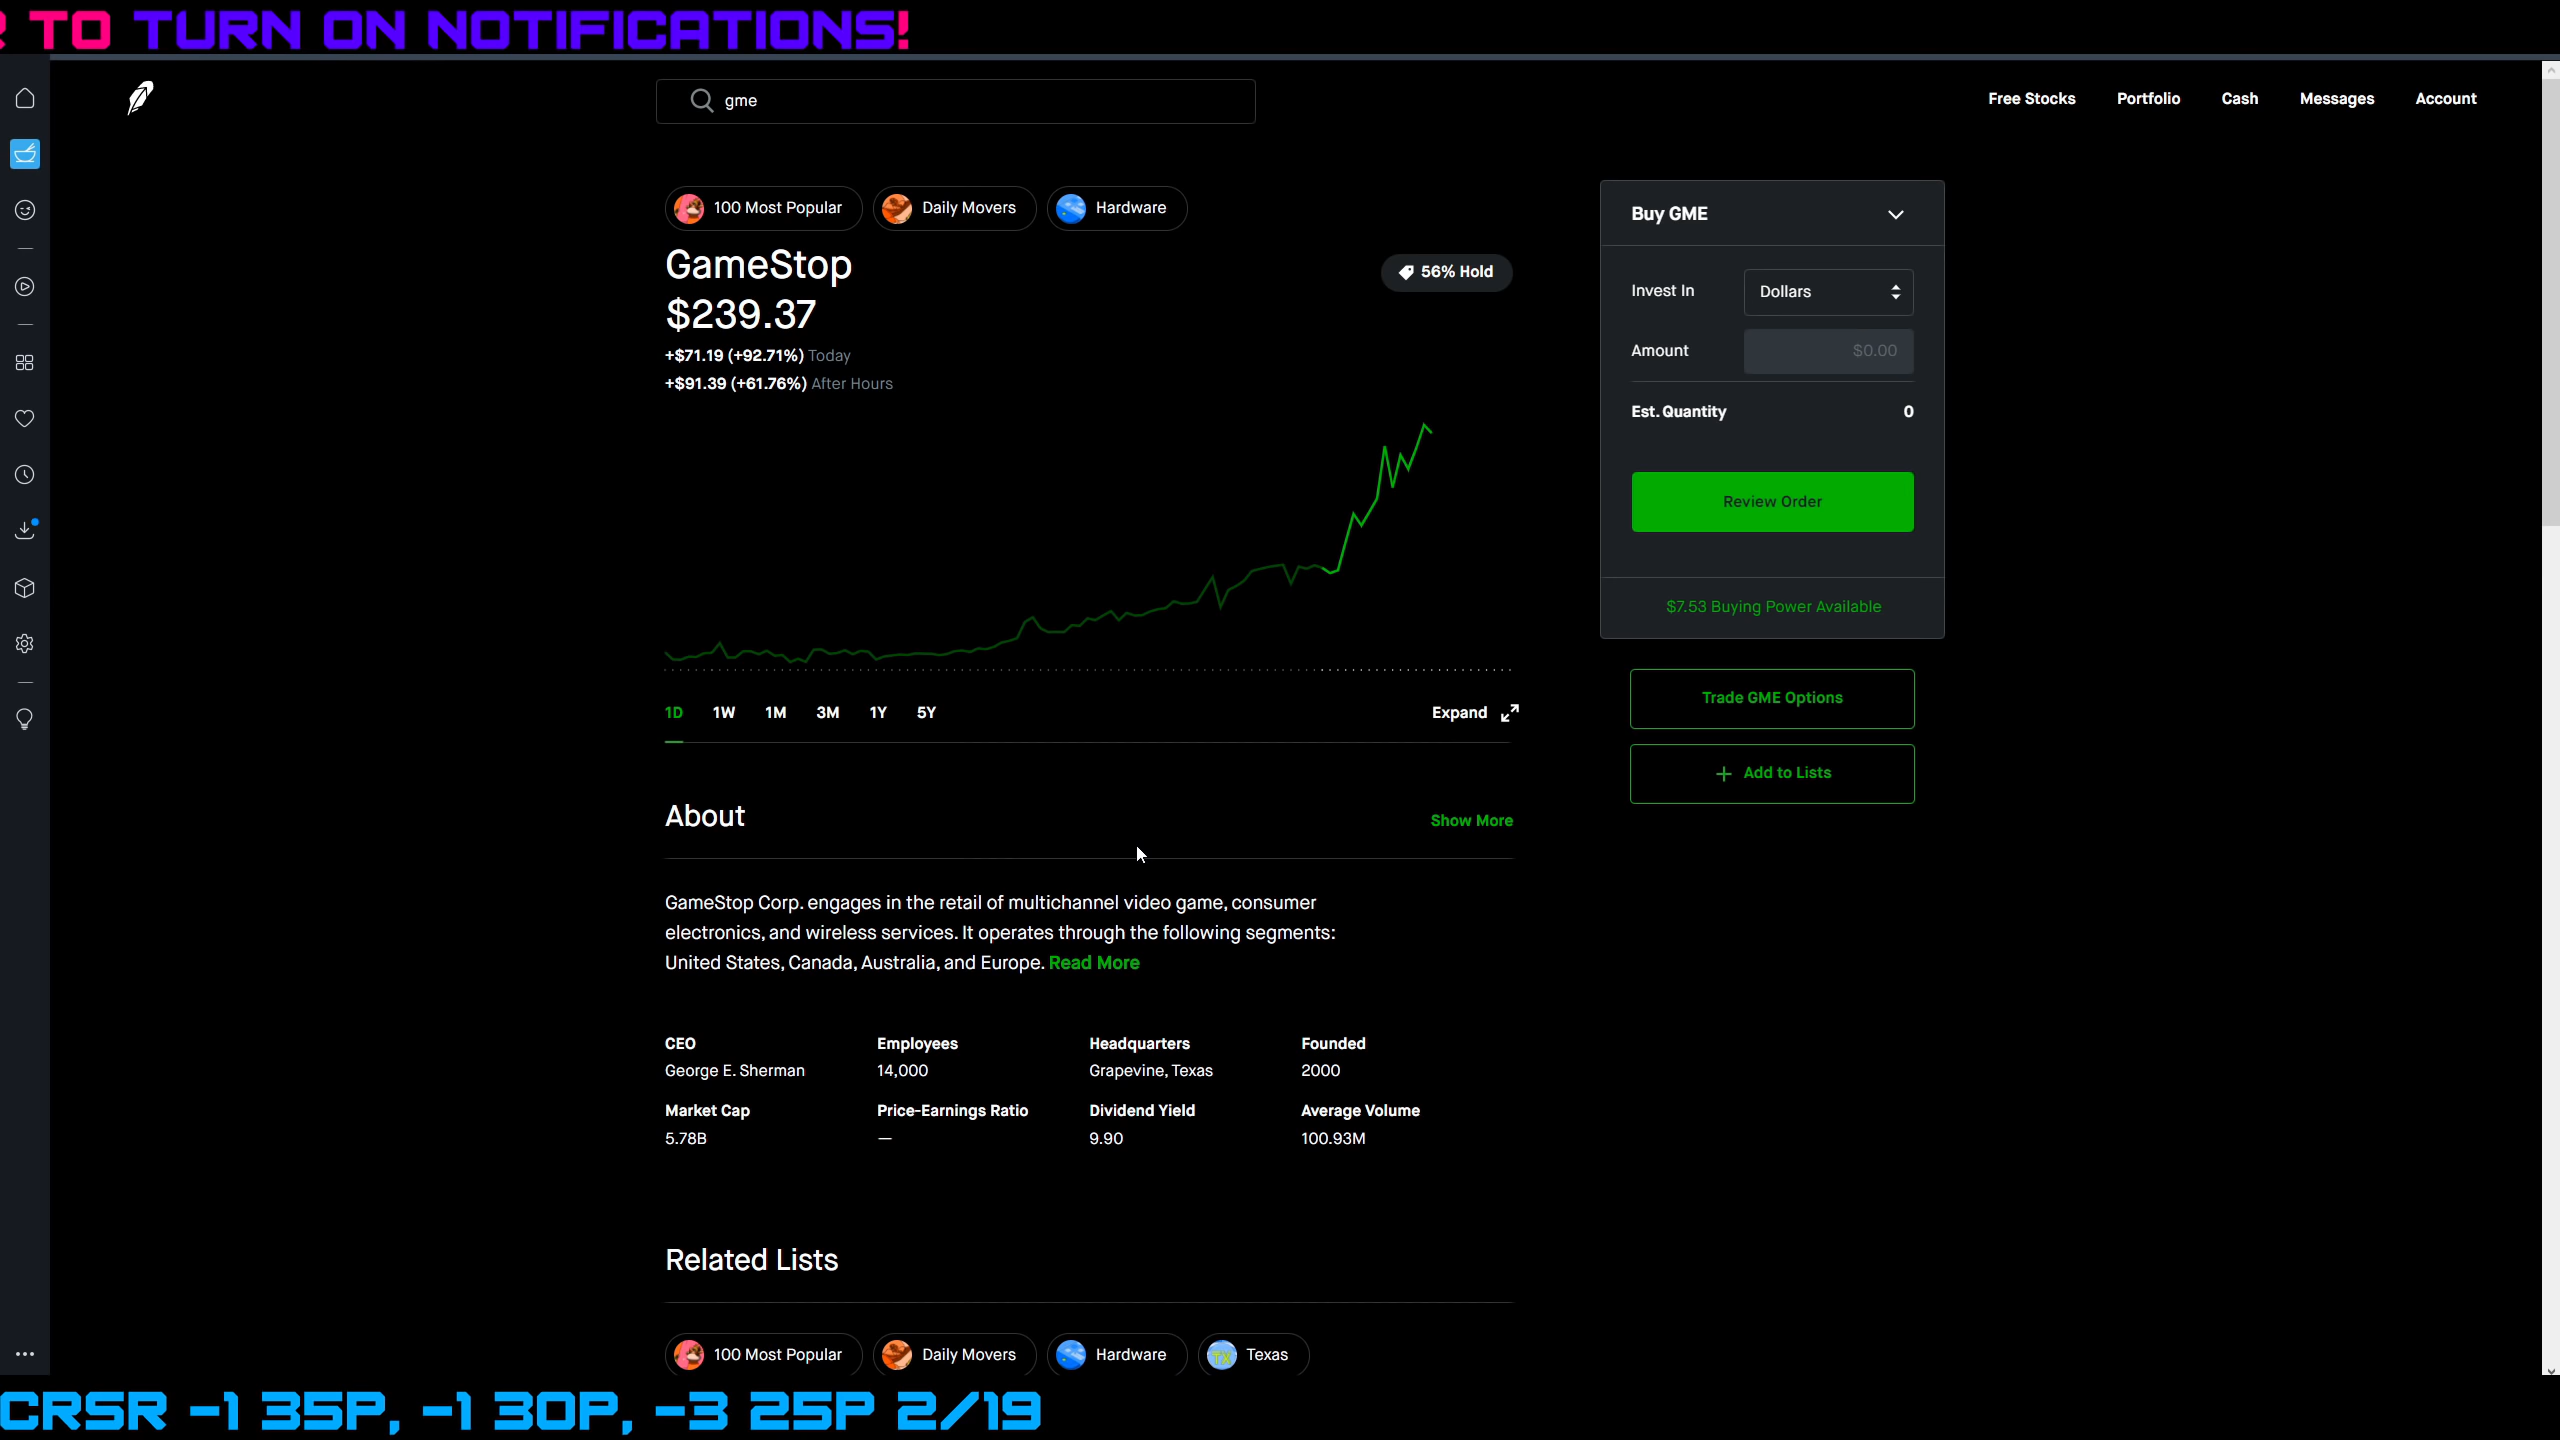 TO TURN ON NOTIFICATIONS!
gme
Free Stocks
Portfolio
Cash
Messages
Account
100 Most Popular
Daily Movers
Hardware
GameStop
$239.37
+$71.19 (+92.71%) Today
+$91.39 (+61.76%) After Hours
56% Hold
Buy GME
Invest In
Dollars
Amount
$0.00
Est. Quantity
0
Review Order
$7.53 Buying Power Available
Trade GME Options
Add to Lists
1D
1W
1M
3M
1Y
5Y
Expand
About
Show More
GameStop Corp. engages in the retail of multichannel video game, consumer
electronics, and wireless services. It operates through the following segments:
United States, Canada, Australia, and Europe. Read More
CEO
George E. Sherman
Employees
14,000
Headquarters
Grapevine, Texas
Founded
2000
Market Cap
5.78B
Price-Earnings Ratio
—
Dividend Yield
9.90
Average Volume
100.93M
Related Lists
100 Most Popular
Daily Movers
Hardware
TX
Texas
CRSR -1 35P, -1 30P, -3 25P 2/19